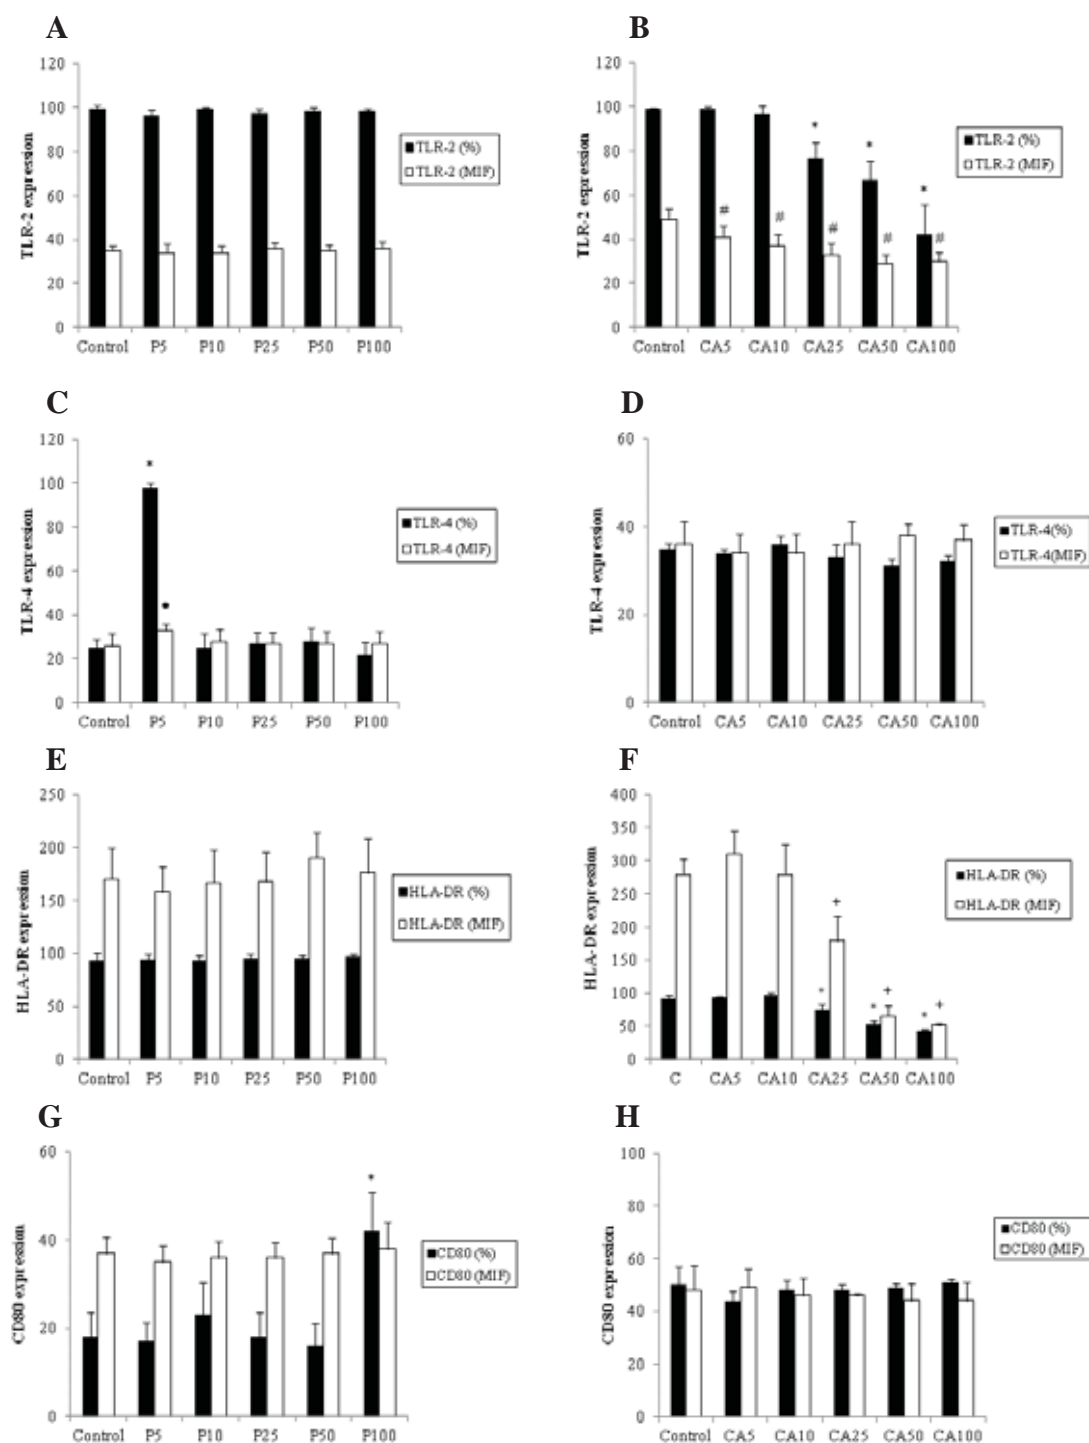 A
120
100
80
60
40
20
0
TLR-2 expression
Control P5 P10 P25 P50 P100
TLR-2 (%)
TLR-2 (MIF)
B
120
100
80
60
40
20
0
TLR-2 espression
* * *
# # # # #
Control CA5 CA10 CA25 CA50 CA100
TLR-2 (%)
TLR-2 (MIF)
C
120
100
80
60
40
20
0
TLR-4 expression
*
•
Control P5 P10 P25 P50 P100
TLR-4 (%)
TLR-4 (MIF)
D
60
40
20
0
TLR-4 expression
Control CA5 CA10 CA25 CA50 CA100
TLR-4(%)
TLR-4(MIF)
E
250
200
150
100
50
0
HLA-DR expression
Control P5 P10 P25 P50 P100
HLA-DR (%)
HLA-DR (MIF)
F
400
350
300
250
200
150
100
50
0
HLA-DR expression
+ + +
* * *
C CA5 CA10 CA25 CA50 CA100
HLA-DR (%)
HLA-DR (MIF)
G
60
40
20
0
CD80 expression
*
Control P5 P10 P25 P50 P100
CD80 (%)
CD80 (MIF)
H
100
80
60
40
20
0
CD80 expression
Control CA5 CA10 CA25 CA50 CA100
CD80 (%)
CD80 (MIF)